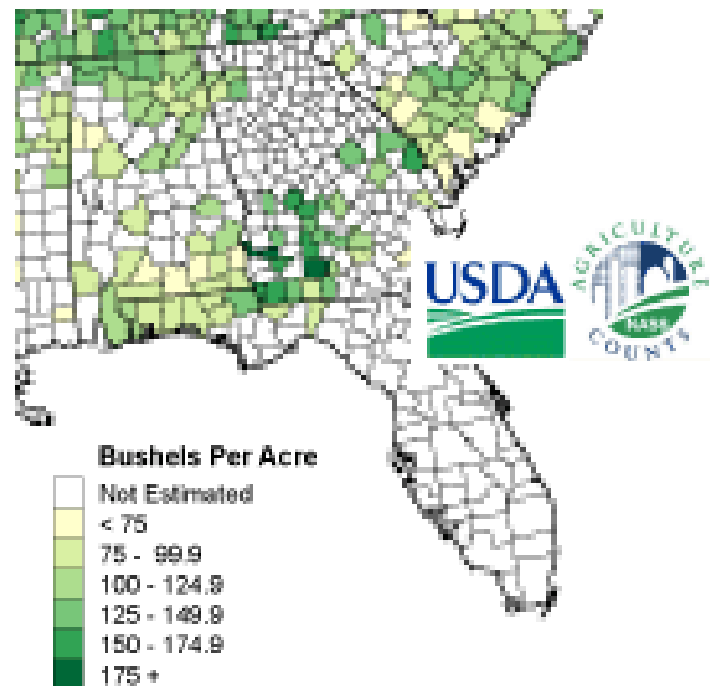 AGRICULTURE
USDA
NASS
COUNTS
Bushels Per Acre
Not Estimated
< 75
75 - 99.9
100 - 124.9
125 - 149.9
150 - 174.9
175 +